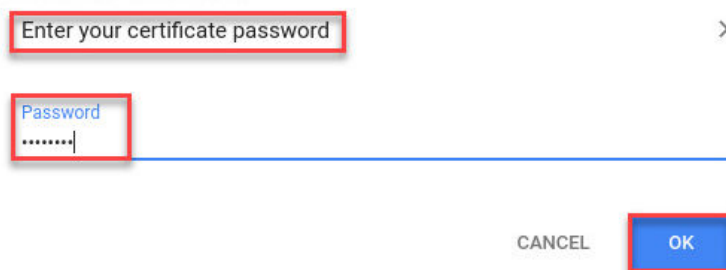 Enter your certificate password
Password
••••••••
CANCEL OK